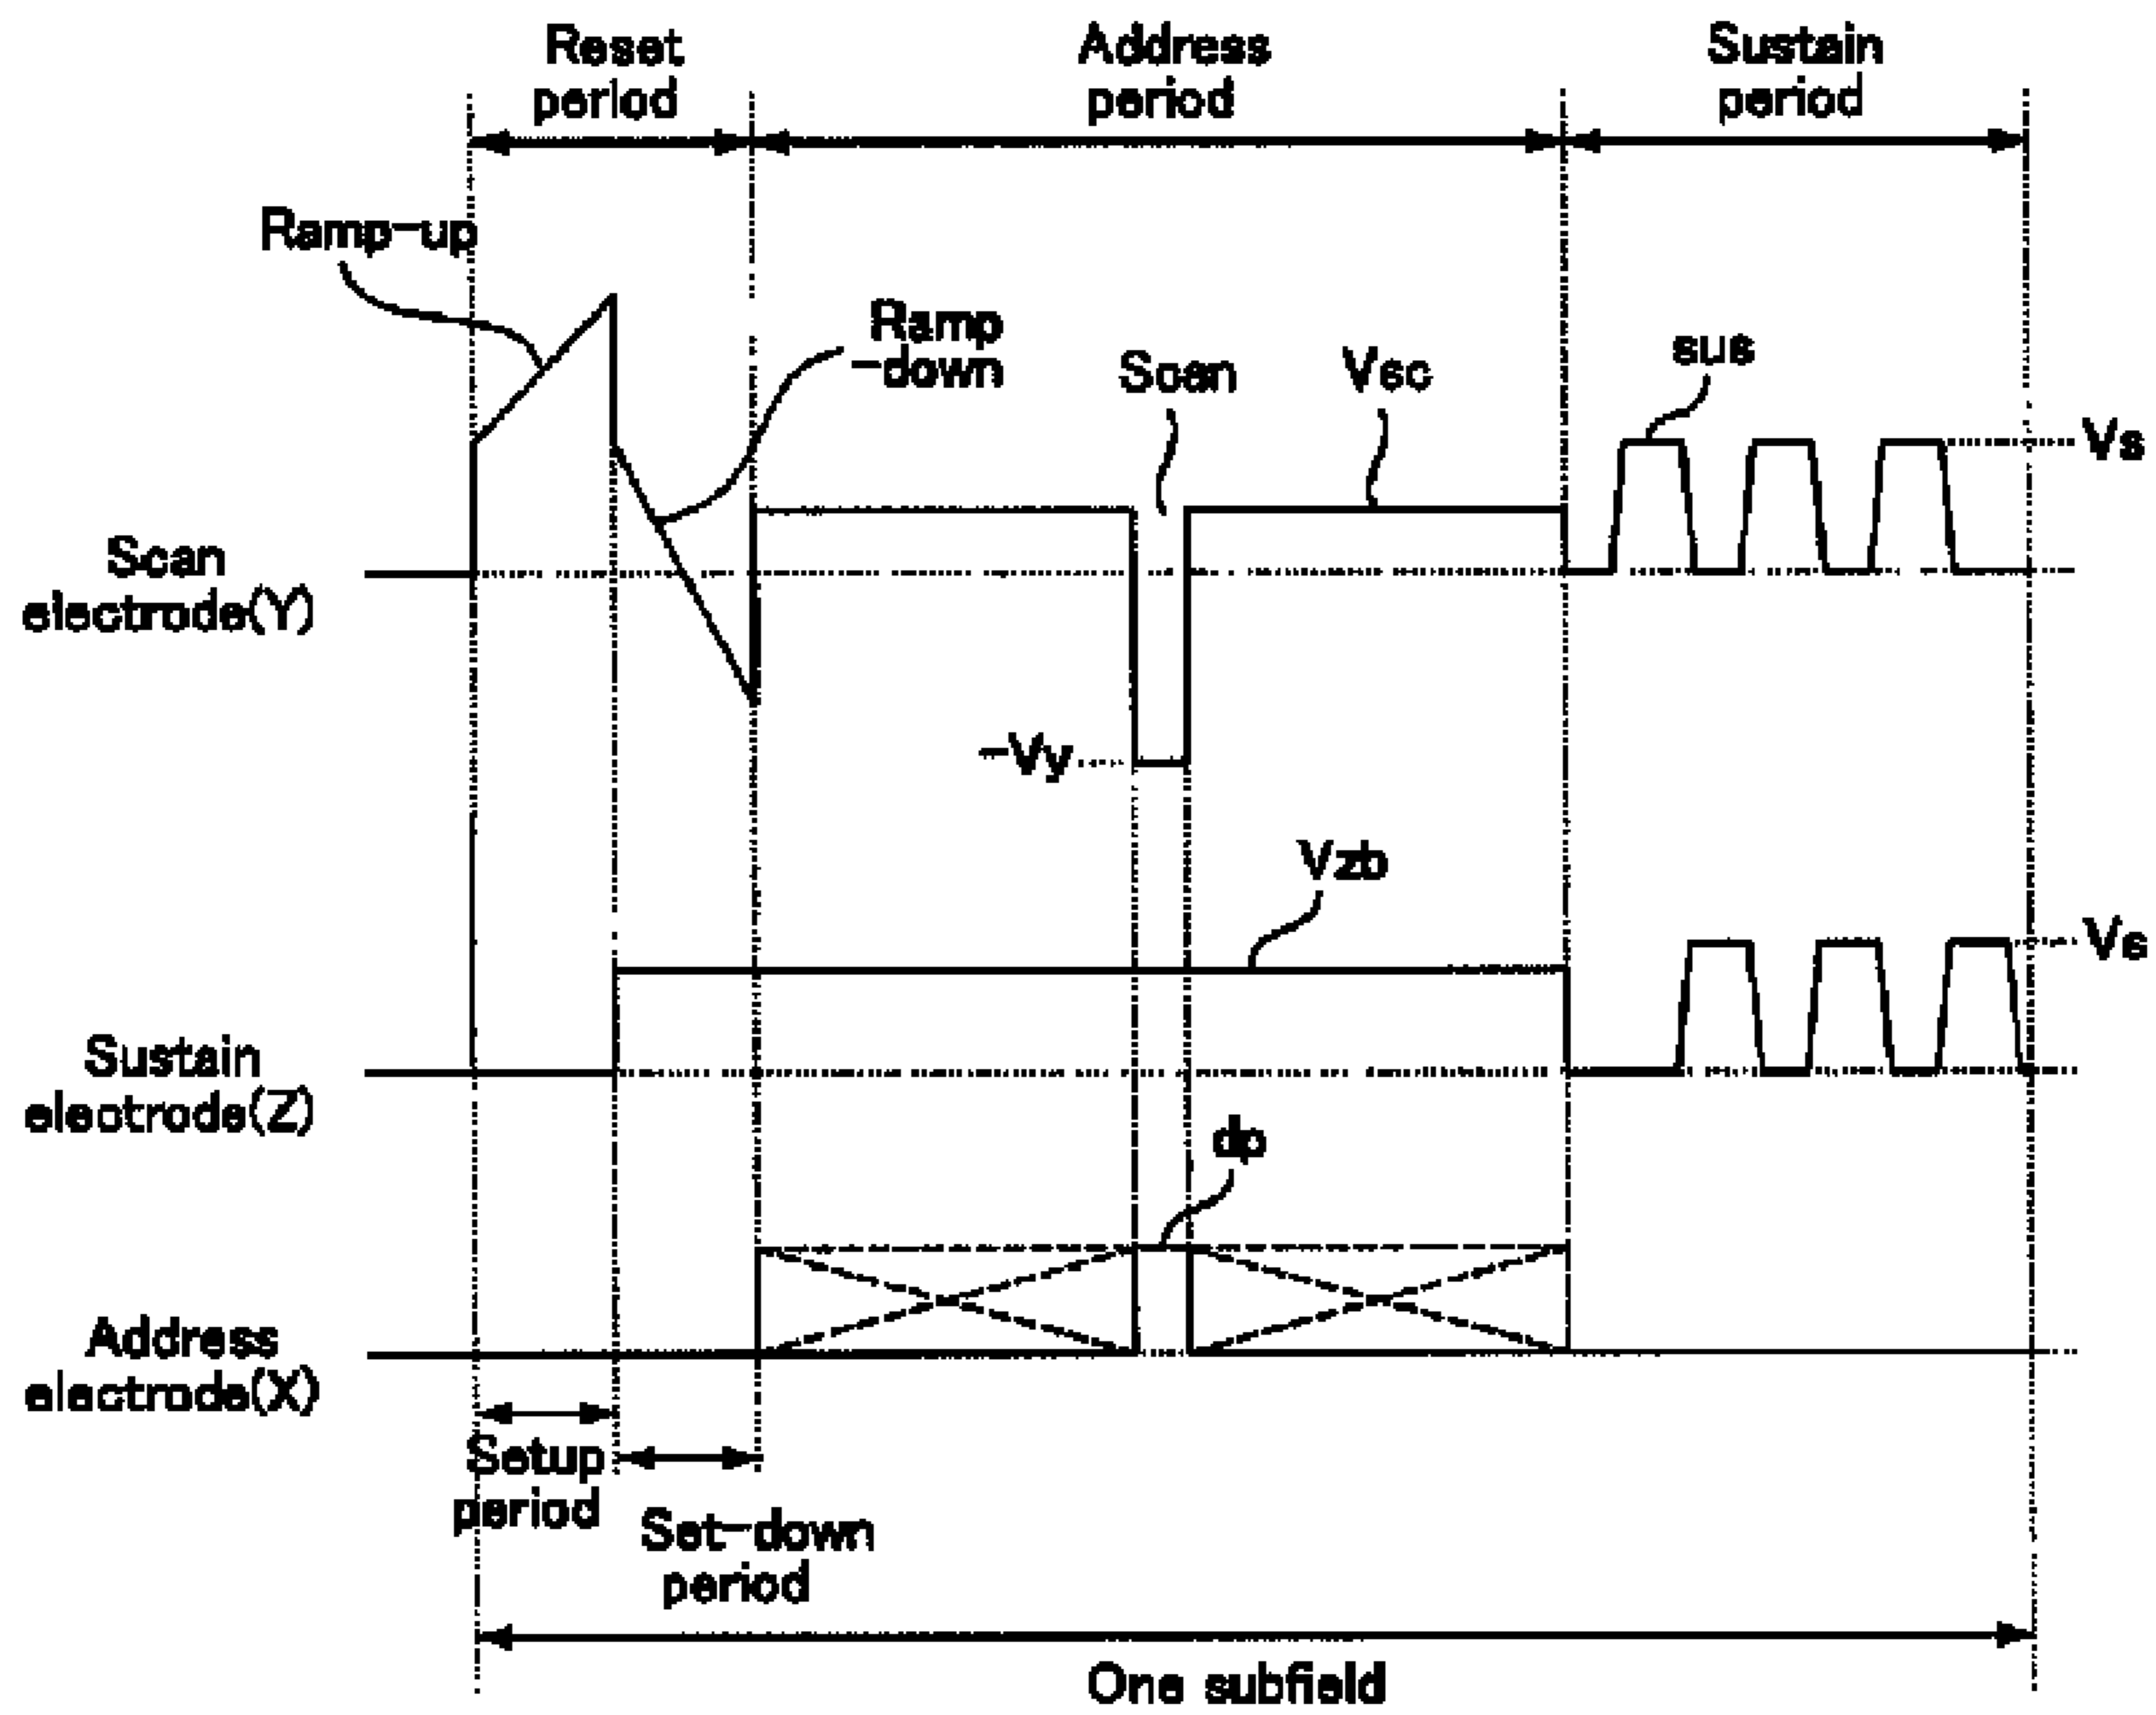 Reset
period
Address
period
Sustain
period
Ramp-up
Ramp
-down
Scan
Vsc
sus
Vs
Scan
electrode(Y)
-Vy
Vzb
Vs
Sustain
electrode(Z)
dp
Address
electrode(X)
Setup
period
Set-down
period
One subfield